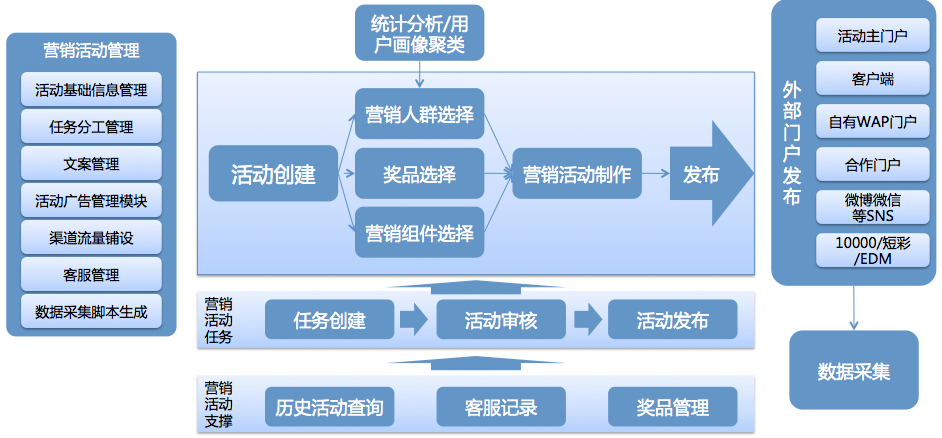 营销活动管理
活动基础信息管理
任务分工管理
文案管理
活动广告管理模块
渠道流量铺设
客服管理
数据采集脚本生成
统计分析/用
户画像聚类
活动创建
营销人群选择
奖品选择
营销组件选择
营销活动制作
发布
营销
活动
任务
任务创建
活动审核
活动发布
营销
活动
支撑
历史活动查询
客服记录
奖品管理
外部门户发布
活动主门户
客户端
自有WAP门户
合作门户
微博微信
等SNS
10000/短彩
/EDM
数据采集